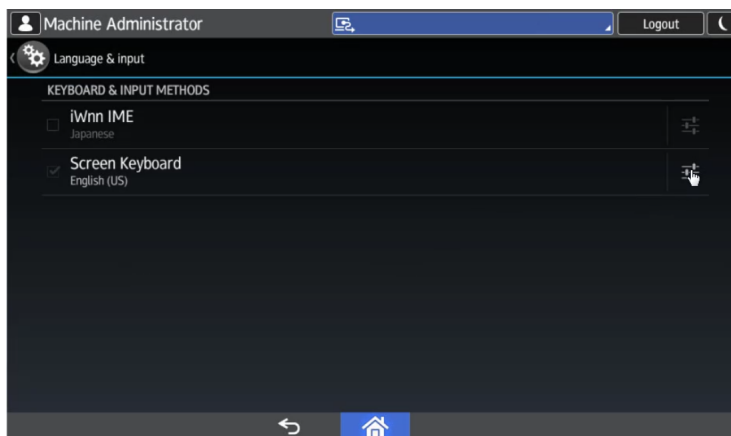 Machine Administrator
Logout
Language & input
KEYBOARD & INPUT METHODS
iWnn IME
Japanese
Screen Keyboard
English (US)